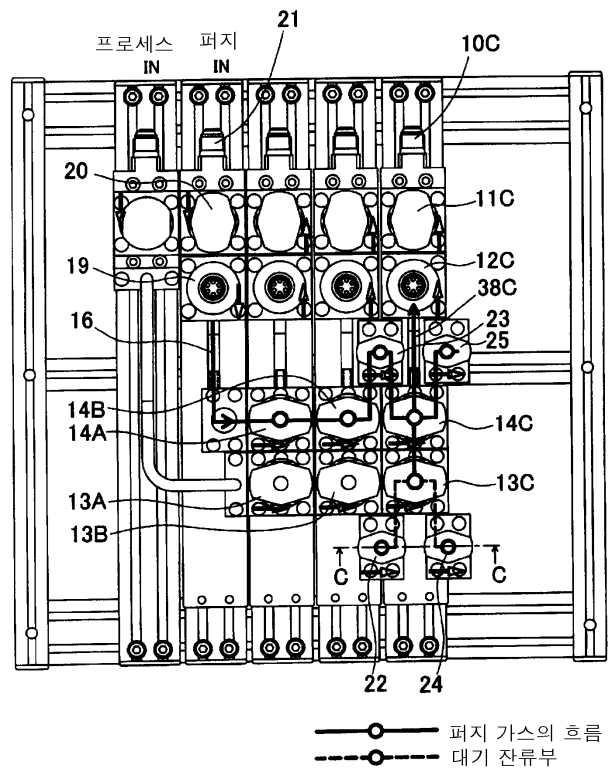 프로세스 퍼지 21 10C
IN IN
20
11C
19
12C
38C
16
23
25
14B
14A
14C
13A
13C
13B
C C
22 24
퍼지 가스의 흐름
대기 잔류부